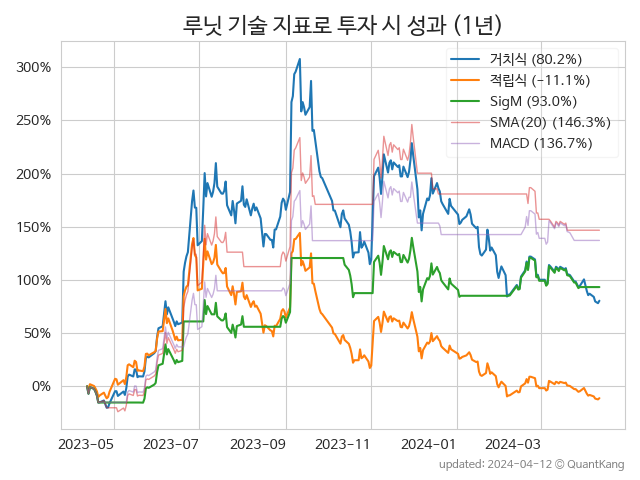 루닛 기술 지표로 투자 시 성과 (1년)
거치식 (80.2%)
적립식 (−11.1%)
SigM (93.0%)
SMA(20) (146.3%)
MACD (136.7%)
300%
250%
200%
150%
100%
50%
0%
2023-05 2023-07 2023-09 2023-11 2024-01 2024-03
updated: 2024-04-12 © QuantKang